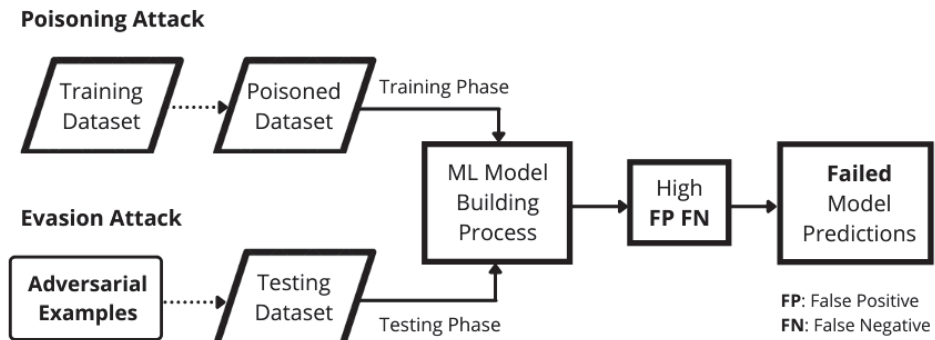 Poisoning Attack
Training
Dataset
Poisoned
Dataset
Training Phase
ML Model
Building
Process
High
FP FN
Failed
Model
Predictions
Evasion Attack
Adversarial
Examples
Testing
Dataset
Testing Phase
FP: False Positive
FN: False Negative